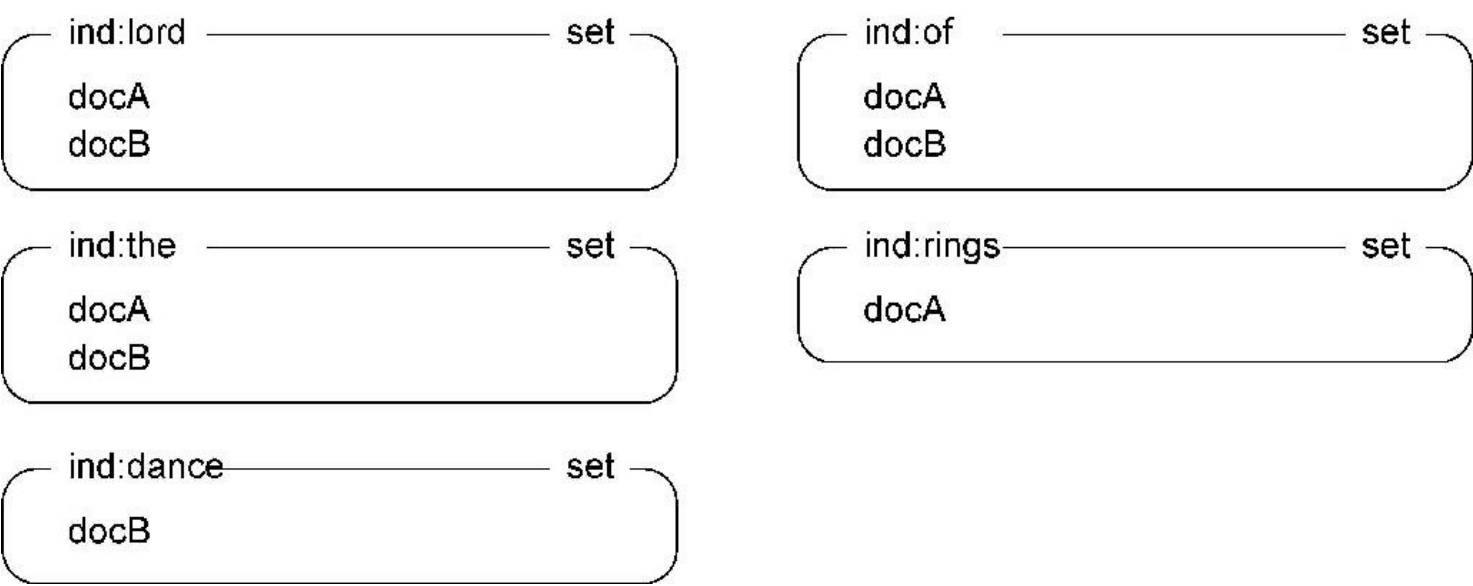 ind:lord set
docA
docB
ind:of set
docA
docB
ind:the set
docA
docB
ind:rings set
docA
ind:dance set
docB